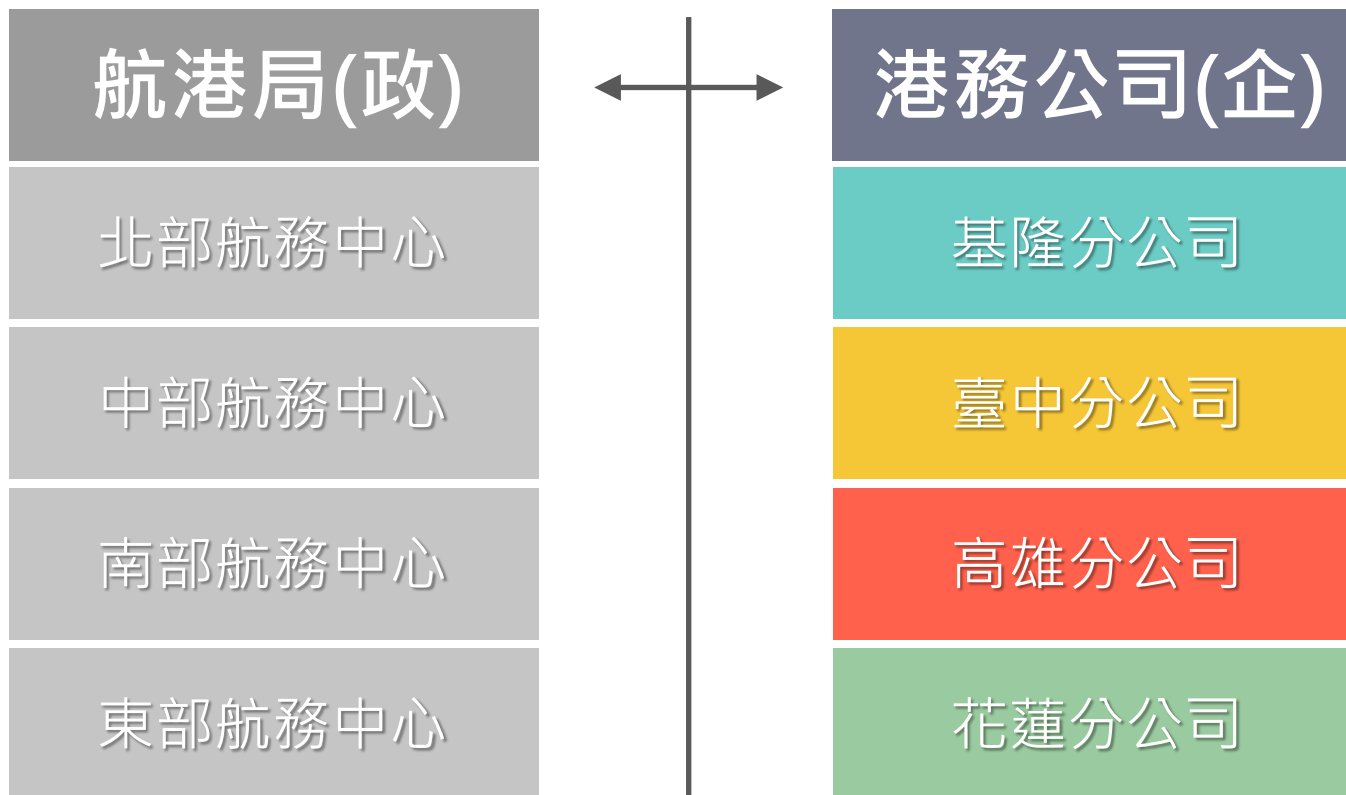 航港局(政)
港務公司(企)
北部航務中心
基隆分公司
中部航務中心
臺中分公司
南部航務中心
高雄分公司
東部航務中心
花蓮分公司